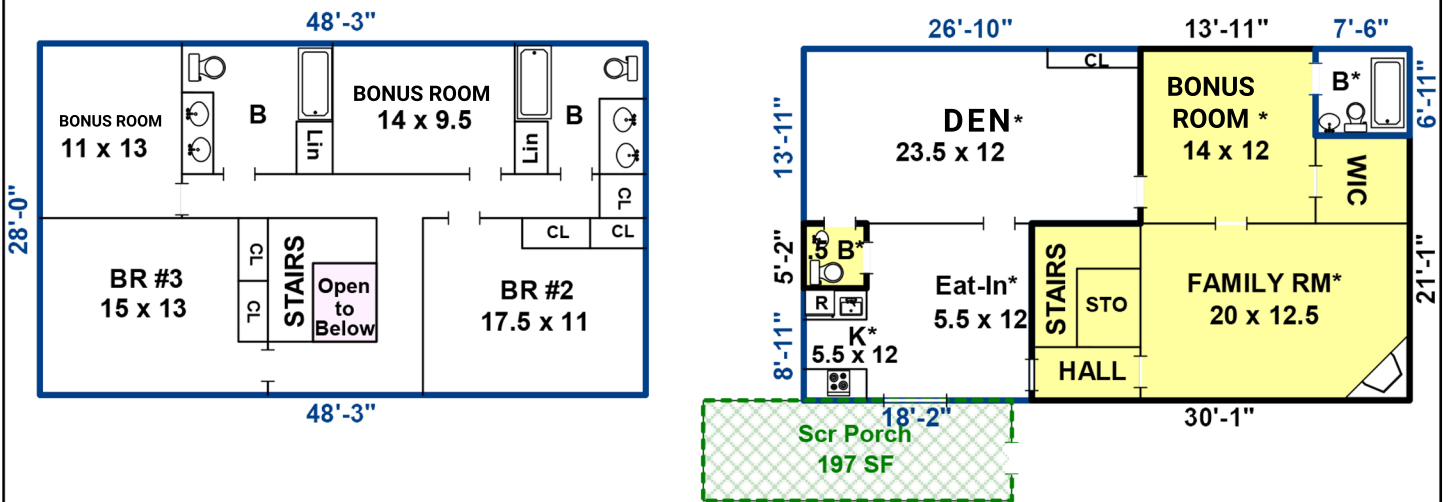 48'-3"
28'-0"
BONUS ROOM
11 x 13
B
Lin
BONUS ROOM
14 x 9.5
Lin
B
CL
CL
CL
BR #3
15 x 13
CL
CL
STAIRS
Open
to
Below
BR #2
17.5 x 11
48'-3"
26'-10"
13'-11"
7'-6"
13'-11"
CL
DEN*
23.5 x 12
BONUS
ROOM *
14 x 12
B*
6'-11"
WIC
5'-2"
.5 B*
R
8'-11"
K*
5.5 x 12
Eat-In*
5.5 x 12
STAIRS
STO
HALL
FAMILY RM*
20 x 12.5
21'-1"
18'-2"
30'-1"
Scr Porch
197 SF